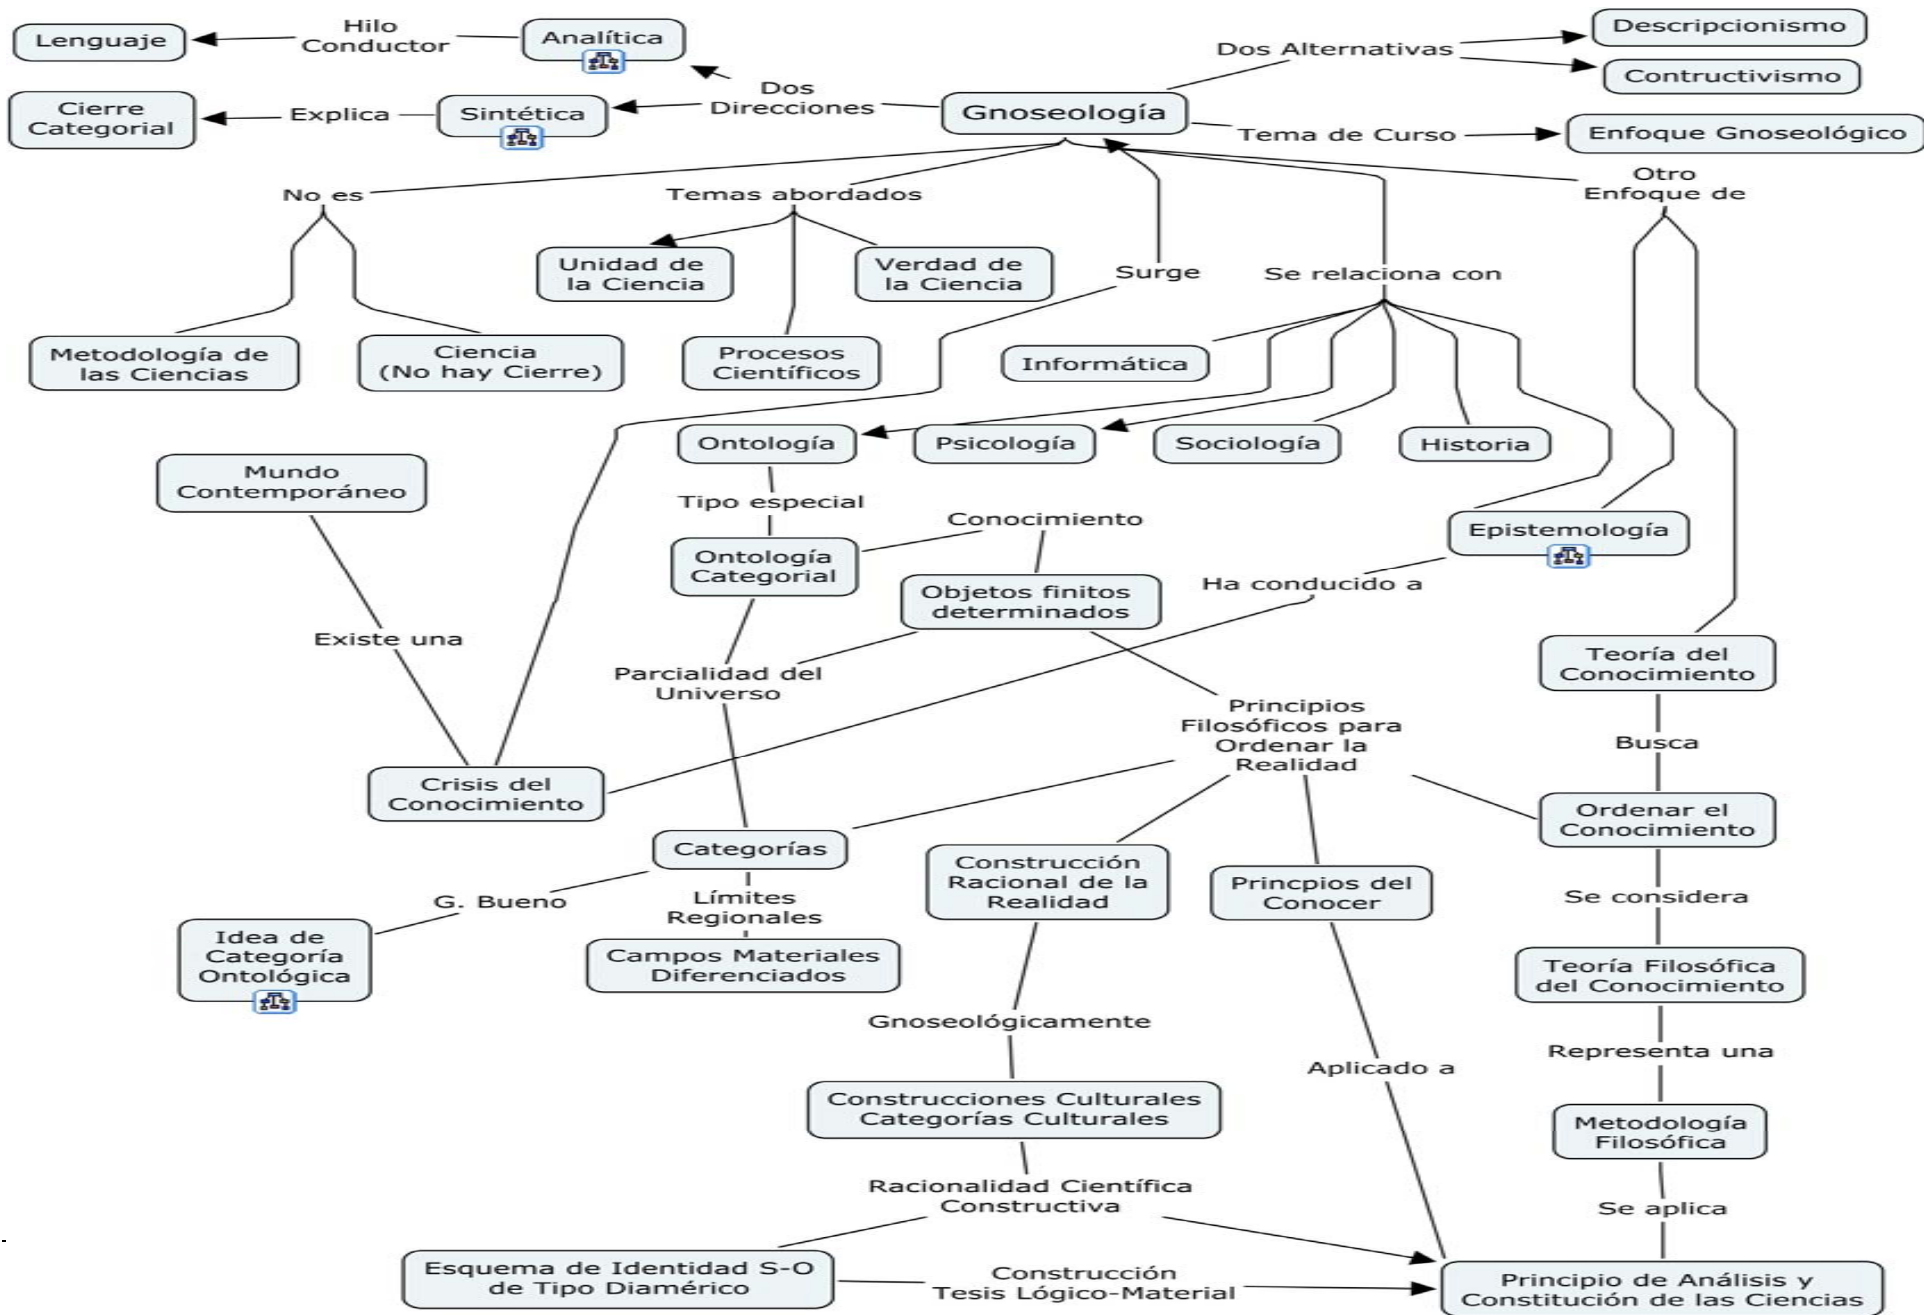 Hilo
Conductor
Lenguaje
Analítica
Dos Alternativas
Descripcionismo
Contructivismo
Dos
Direcciones
Cierre
Categorial
Explica
Sintética
Gnoseología
Tema de Curso
Enfoque Gnoseológico
No es
Temas abordados
Otro
Enfoque de
Unidad de
la Ciencia
Verdad de
la Ciencia
Surge
Se relaciona con
Metodología de
las Ciencias
Ciencia
(No hay Cierre)
Procesos
Científicos
Informática
Ontología
Psicología
Sociología
Historia
Mundo
Contemporáneo
Tipo especial
Conocimiento
Epistemología
Ontología
Categorial
Objetos finitos
determinados
Ha conducido a
Existe una
Parcialidad del
Universo
Teoría del
Conocimiento
Principios
Filosóficos para
Ordenar la
Realidad
Busca
Crisis del
Conocimiento
Ordenar el
Conocimiento
Categorías
Construcción
Racional de la
Realidad
Princpios del
Conocer
G. Bueno
Límites
Regionales
Se considera
Idea de
Categoría
Ontológica
Campos Materiales
Diferenciados
Teoría Filosófica
del Conocimiento
Gnoseológicamente
Representa una
Aplicado a
Construcciones Culturales
Categorías Culturales
Metodología
Filosófica
Racionalidad Científica
Constructiva
Se aplica
Esquema de Identidad S-O
de Tipo Diamérico
Construcción
Tesis Lógico-Material
Principio de Análisis y
Constitución de las Ciencias